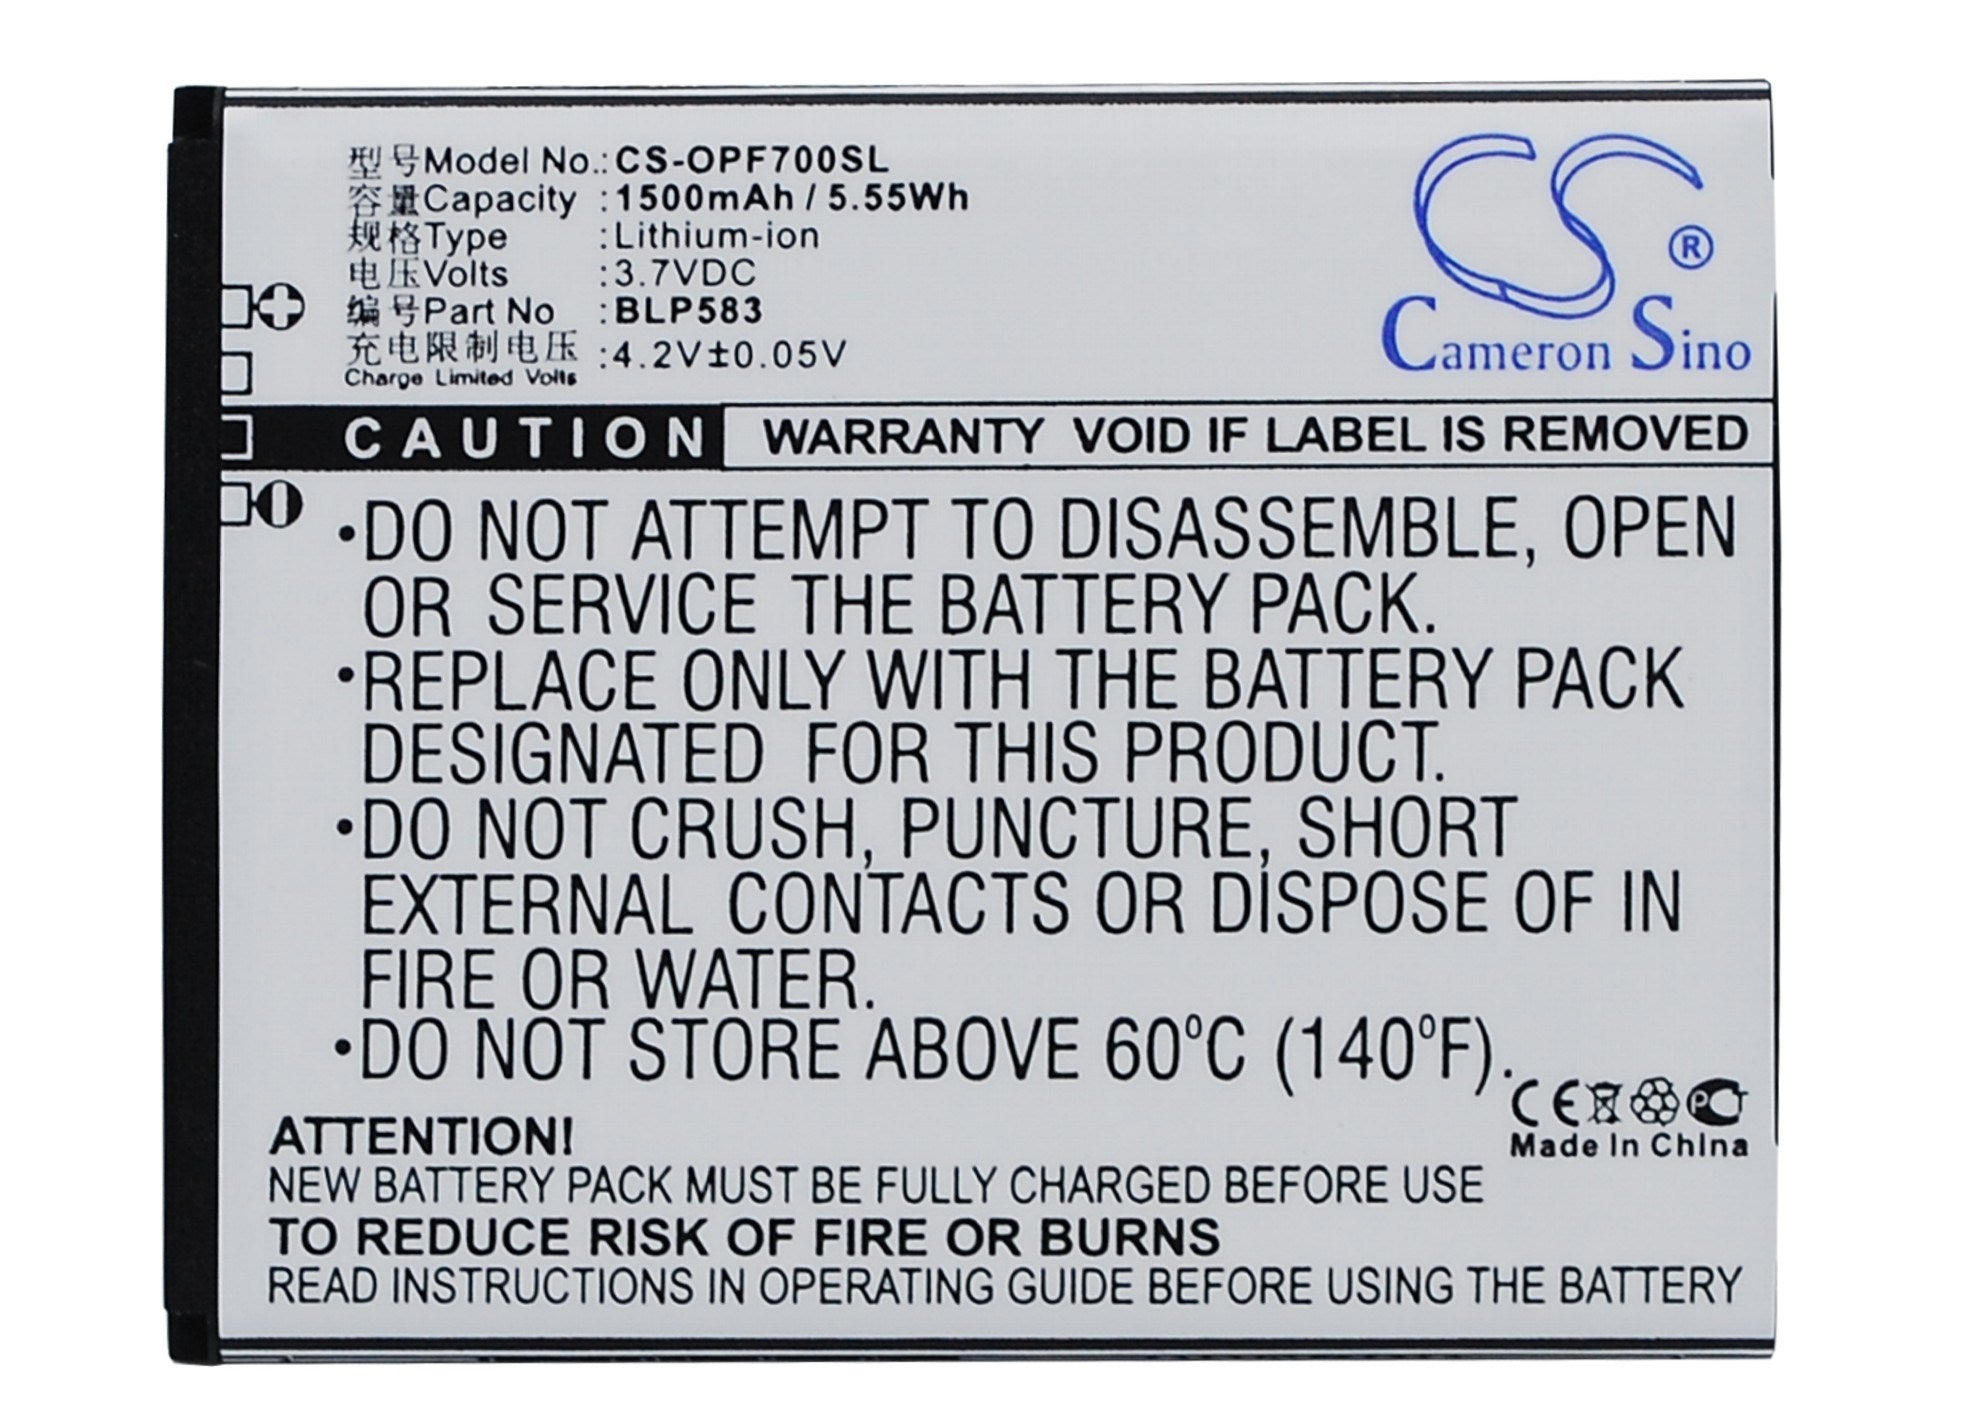 型号Model No.:CS-OPF700SL
容量Capacity :1500mAh / 5.55Wh
规格Type :Lithium-ion
电压Volts :3.7VDC
编号Part No :BLP583
充电限制电压 :4.2V±0.05V
Charge Limited Volts
CS ®
Cameron Sino
CAUTION WARRANTY VOID IF LABEL IS REMOVED
•DO NOT ATTEMPT TO DISASSEMBLE, OPEN
OR SERVICE THE BATTERY PACK.
•REPLACE ONLY WITH THE BATTERY PACK
DESIGNATED FOR THIS PRODUCT.
•DO NOT CRUSH, PUNCTURE, SHORT
EXTERNAL CONTACTS OR DISPOSE OF IN
FIRE OR WATER.
•DO NOT STORE ABOVE 60°C (140°F).
CE PCT
Made In China
ATTENTION!
NEW BATTERY PACK MUST BE FULLY CHARGED BEFORE USE
TO REDUCE RISK OF FIRE OR BURNS
READ INSTRUCTIONS IN OPERATING GUIDE BEFORE USING THE BATTERY